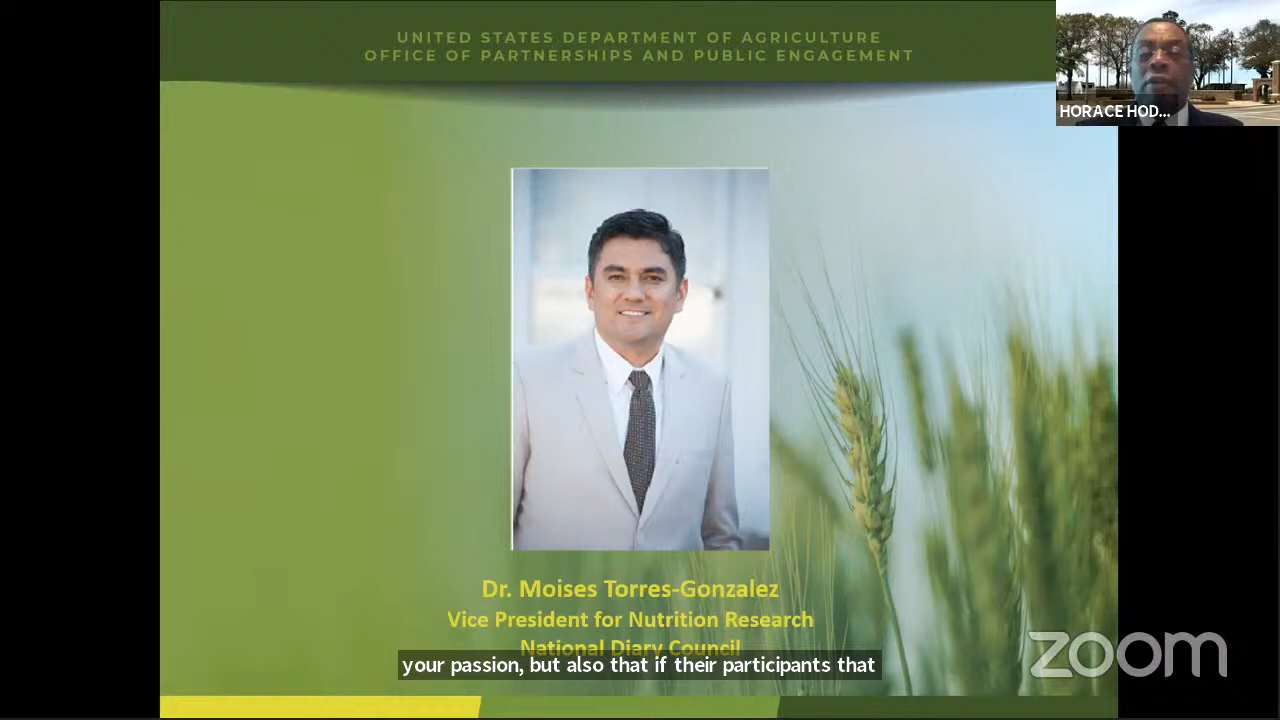 UNITED STATES DEPARTMENT OF AGRICULTURE
OFFICE OF PARTNERSHIPS AND PUBLIC ENGAGEMENT
HORACE HOD...
Dr. Moises Torres-Gonzalez
Vice President for Nutrition Research
National Diary Council
your passion, but also that if their participants that
zoom